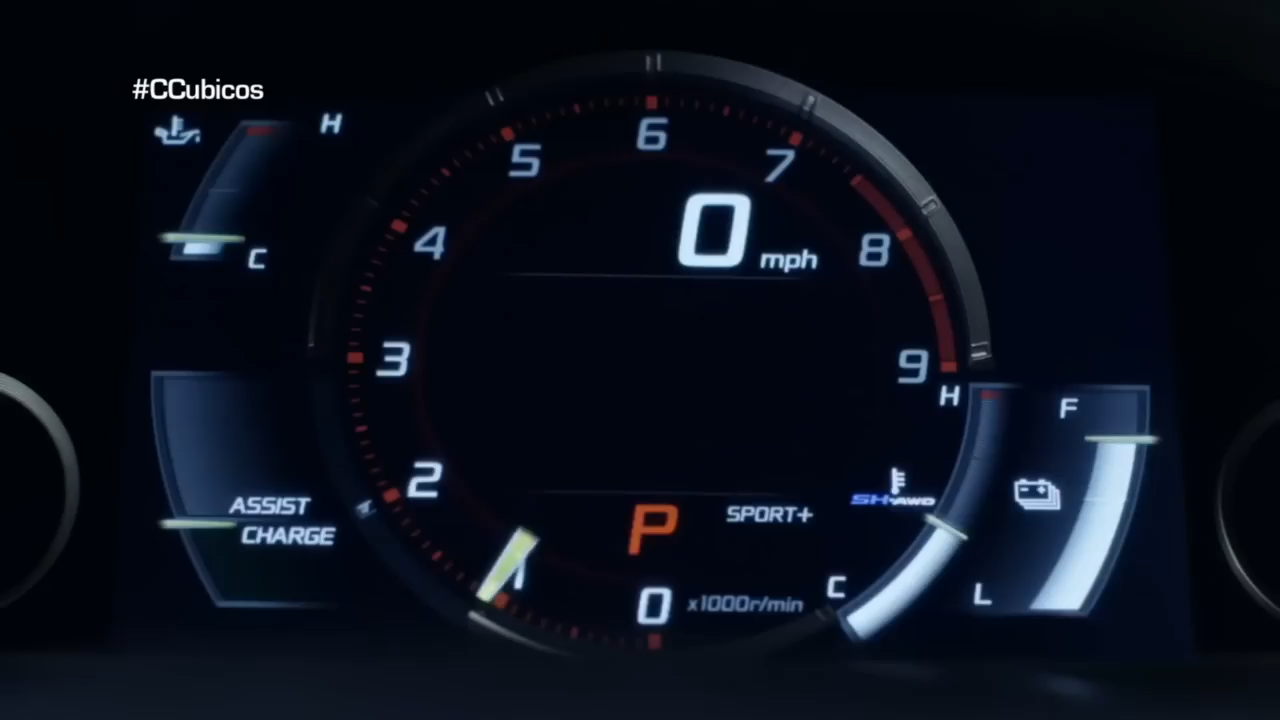 #CCubicos
H
C
6
5
7
4
8
3
9
2
1
0
0 mph
H
F
SH-AWD
ASSIST
CHARGE
P
SPORT+
C
L
x1000r/min